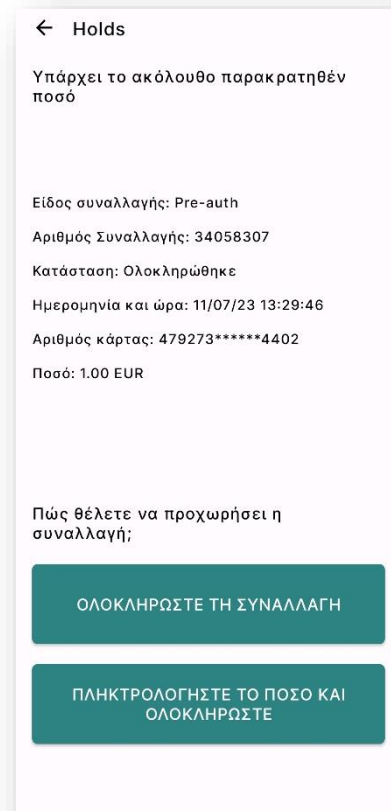 ← Holds
Υπάρχει το ακόλουθο παρακρατηθέν
ποσό
Είδος συναλλαγής: Pre-auth
Αριθμός Συναλλαγής: 34058307
Κατάσταση: Ολοκληρώθηκε
Ημερομηνία και ώρα: 11/07/23 13:29:46
Αριθμός κάρτας: 479273******4402
Ποσό: 1.00 EUR
Πώς θέλετε να προχωρήσει η
συναλλαγή;
ΟΛΟΚΛΗΡΩΣΤΕ ΤΗ ΣΥΝΑΛΛΑΓΗ
ΠΛΗΚΤΡΟΛΟΓΗΣΤΕ ΤΟ ΠΟΣΟ ΚΑΙ
ΟΛΟΚΛΗΡΩΣΤΕ